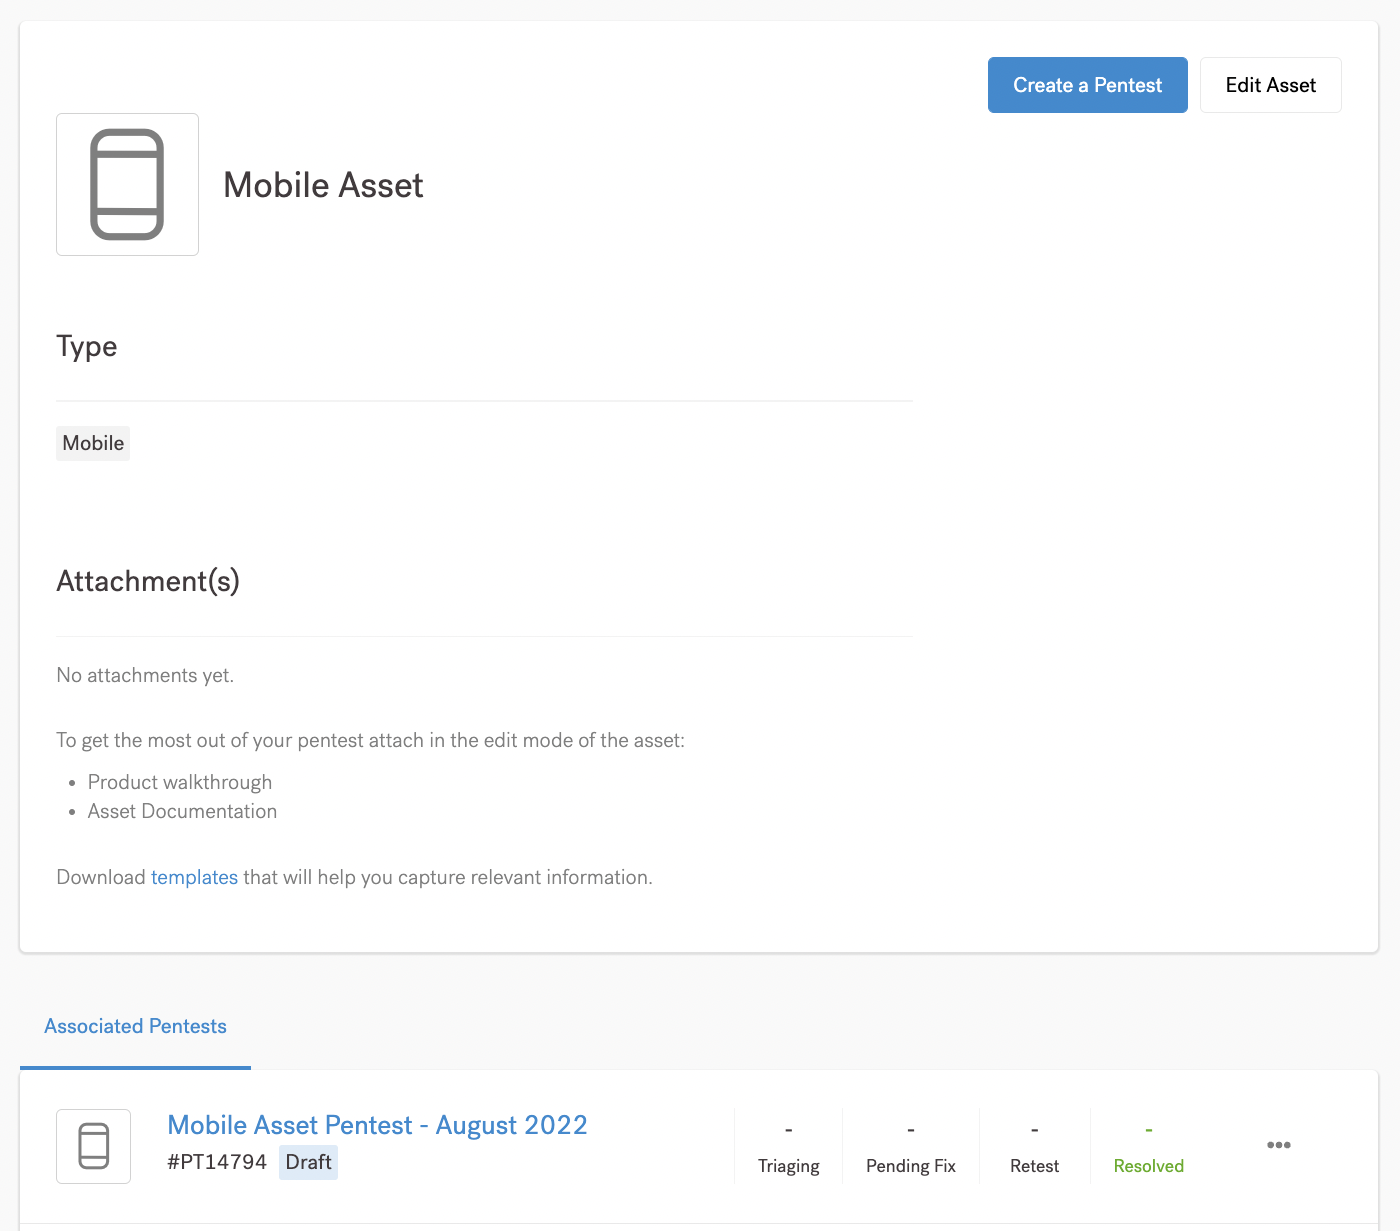 Create a Pentest
Edit Asset
Mobile Asset
Type
Mobile
Attachment(s)
No attachments yet.
To get the most out of your pentest attach in the edit mode of the asset:
• Product walkthrough
• Asset Documentation
Download templates that will help you capture relevant information.
Associated Pentests
Mobile Asset Pentest - August 2022
#PT14794 Draft
- - - -
Triaging Pending Fix Retest Resolved